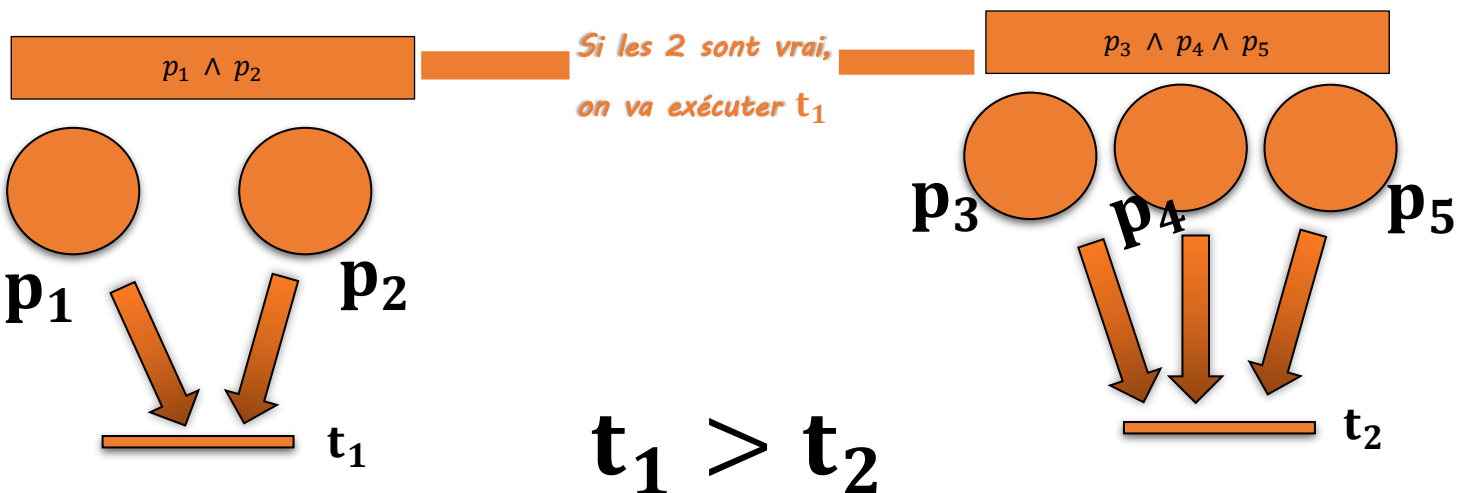 p₁ ∧ p₂
Si les 2 sont vrai,
on va exécuter t₁
p₃ ∧ p₄ ∧ p₅
p₁
p₂
p₃
p₄
p₅
t₁
t₁ > t₂
t₂